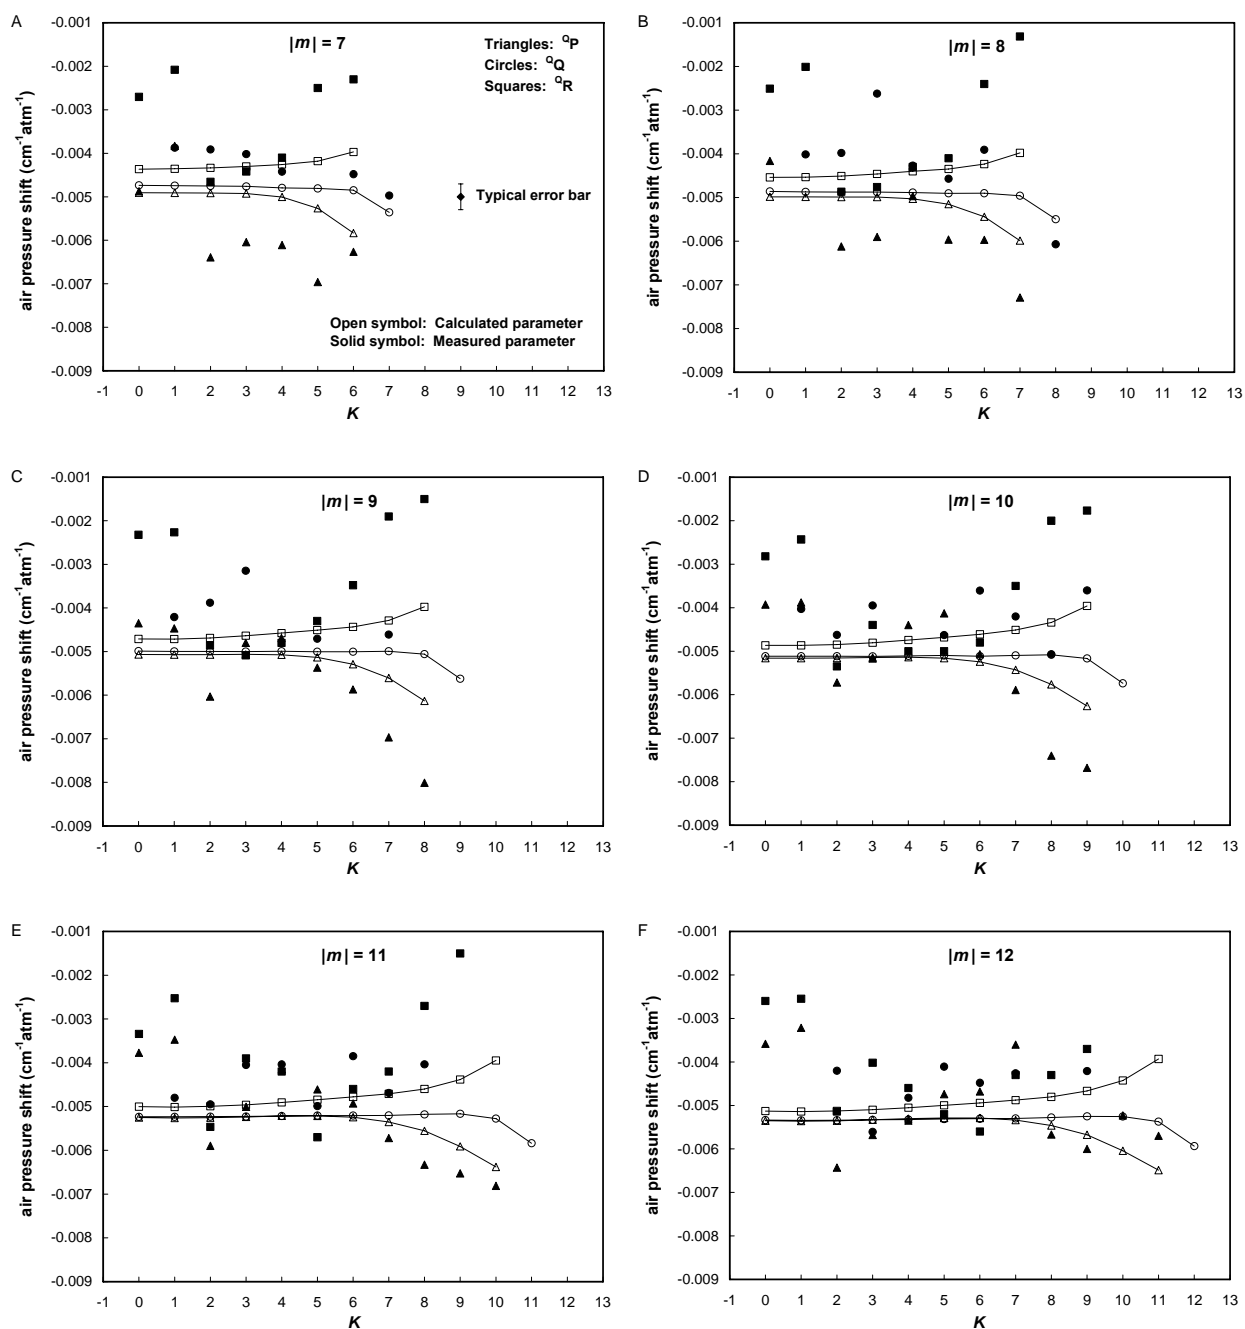 A
|m| = 7
Triangles: QP
Circles: QQ
Squares: QR
Typical error bar
Open symbol: Calculated parameter
Solid symbol: Measured parameter
air pressure shift (cm-1atm-1)
-0.001
-0.002
-0.003
-0.004
-0.005
-0.006
-0.007
-0.008
-0.009
-1 0 1 2 3 4 5 6 7 8 9 10 11 12 13
K
B
|m| = 8
air pressure shift (cm-1atm-1)
-0.001
-0.002
-0.003
-0.004
-0.005
-0.006
-0.007
-0.008
-0.009
-1 0 1 2 3 4 5 6 7 8 9 10 11 12 13
K
C
|m| = 9
air pressure shift (cm-1atm-1)
-0.001
-0.002
-0.003
-0.004
-0.005
-0.006
-0.007
-0.008
-0.009
-1 0 1 2 3 4 5 6 7 8 9 10 11 12 13
K
D
|m| = 10
air pressure shift (cm-1atm-1)
-0.001
-0.002
-0.003
-0.004
-0.005
-0.006
-0.007
-0.008
-0.009
-1 0 1 2 3 4 5 6 7 8 9 10 11 12 13
K
E
|m| = 11
air pressure shift (cm-1atm-1)
-0.001
-0.002
-0.003
-0.004
-0.005
-0.006
-0.007
-0.008
-0.009
-1 0 1 2 3 4 5 6 7 8 9 10 11 12 13
K
F
|m| = 12
air pressure shift (cm-1atm-1)
-0.001
-0.002
-0.003
-0.004
-0.005
-0.006
-0.007
-0.008
-0.009
-1 0 1 2 3 4 5 6 7 8 9 10 11 12 13
K